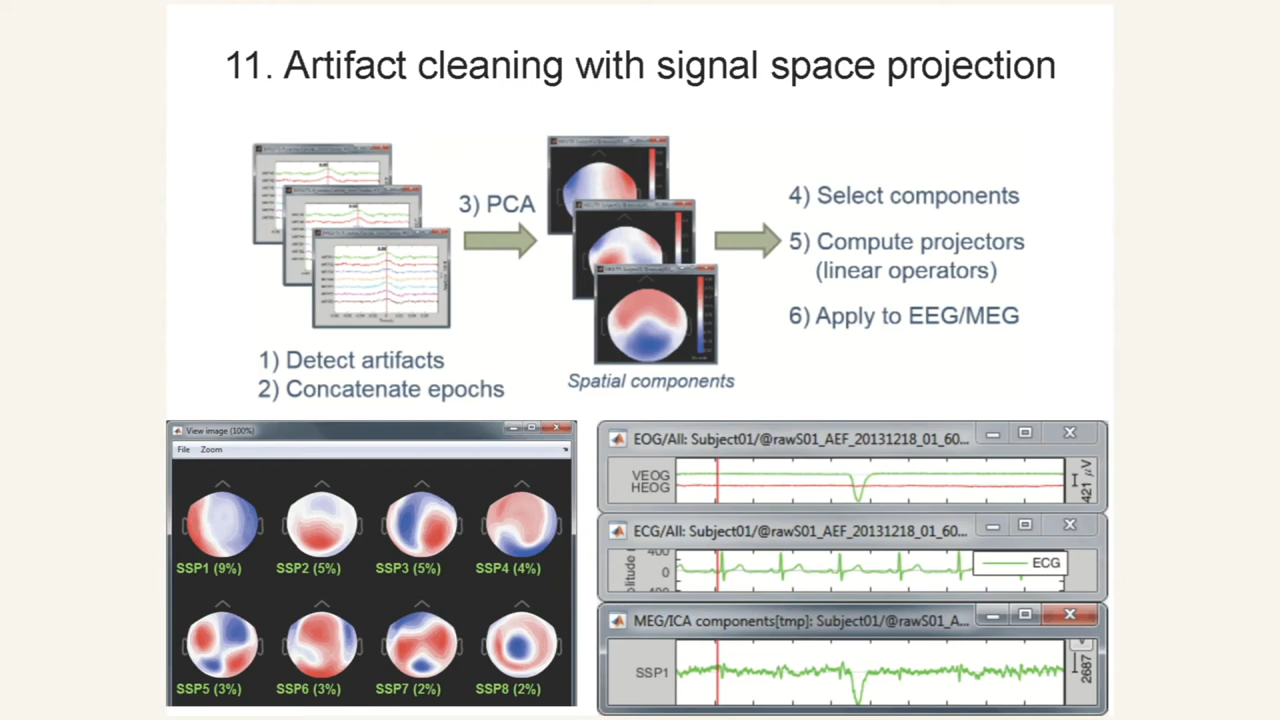 11. Artifact cleaning with signal space projection
3) PCA
4) Select components
5) Compute projectors
(linear operators)
6) Apply to EEG/MEG
1) Detect artifacts
2) Concatenate epochs
Spatial components
View image (100%)
File Zoom
SSP1 (9%) SSP2 (5%) SSP3 (5%) SSP4 (4%)
SSP5 (3%) SSP6 (3%) SSP7 (2%) SSP8 (2%)
EOG/All: Subject01/@rawS01_AEF_20131218_01_60...
VEOG
HEOG
421 µV
ECG/All: Subject01/@rawS01_AEF_20131218_01_60...
400
0
ECG
MEG/ICA components[tmp]: Subject01/@rawS01_A...
SSP1
2687